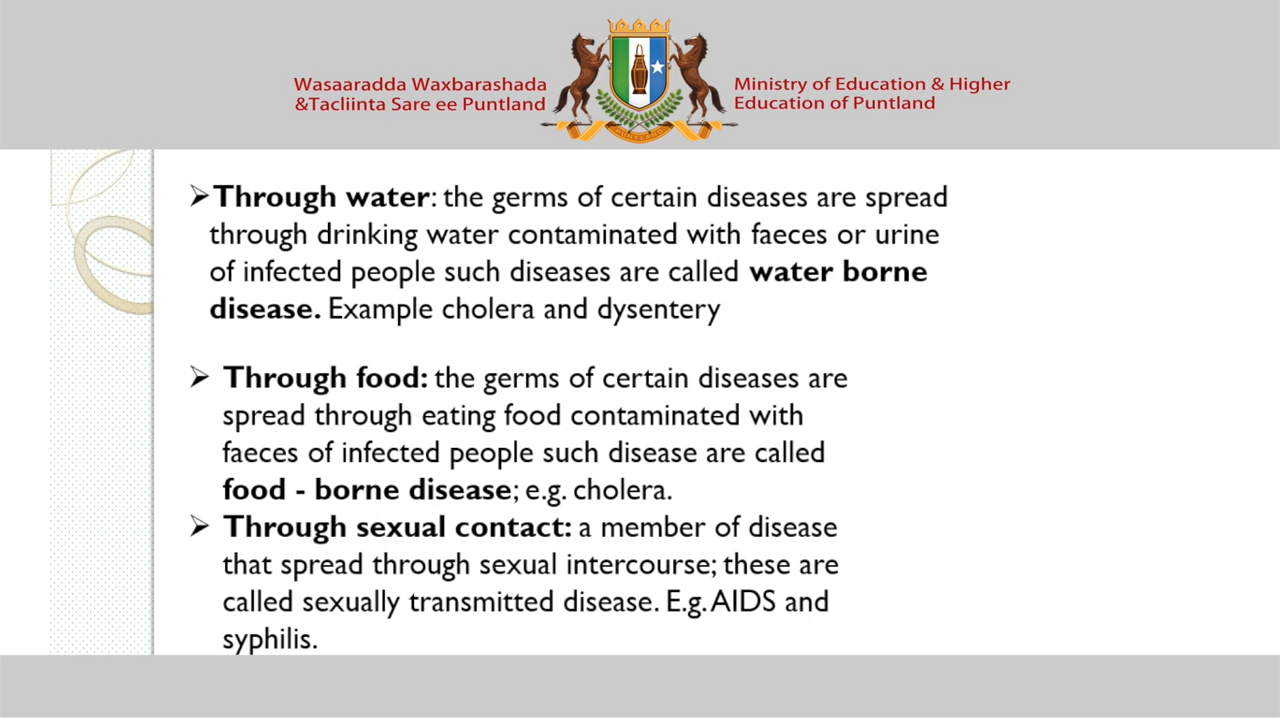 Wasaaradda Waxbarashada
&Tacliinta Sare ee Puntland
Ministry of Education & Higher
Education of Puntland
➢Through water: the germs of certain diseases are spread
through drinking water contaminated with faeces or urine
of infected people such diseases are called water borne
disease. Example cholera and dysentery
➢ Through food: the germs of certain diseases are
spread through eating food contaminated with
faeces of infected people such disease are called
food - borne disease; e.g. cholera.
➢ Through sexual contact: a member of disease
that spread through sexual intercourse; these are
called sexually transmitted disease. E.g. AIDS and
syphilis.